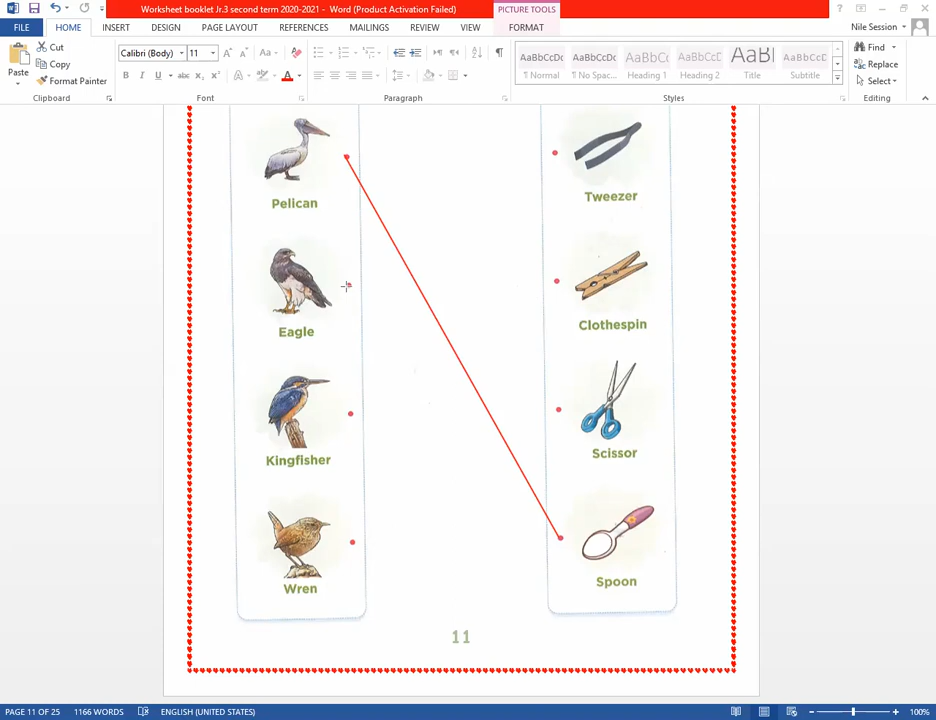 Worksheet booklet Jr.3 second term 2020-2021 - Word (Product Activation Failed)
PICTURE TOOLS
FILE HOME INSERT DESIGN PAGE LAYOUT REFERENCES MAILINGS REVIEW VIEW FORMAT
Nile Session
Paste
Cut
Copy
Format Painter
Clipboard
Calibri (Body) 11
Font
Paragraph
AaBbCcDc AaBbCcDc AaBbCc AaBbCcC AaBl AaBbCcD
¶ Normal ¶ No Spac... Heading 1 Heading 2 Title Subtitle
Styles
Find
Replace
Select
Editing
Pelican
Tweezer
Eagle
Clothespin
Kingfisher
Scissor
Wren
Spoon
11
PAGE 11 OF 25 1166 WORDS ENGLISH (UNITED STATES) 100%